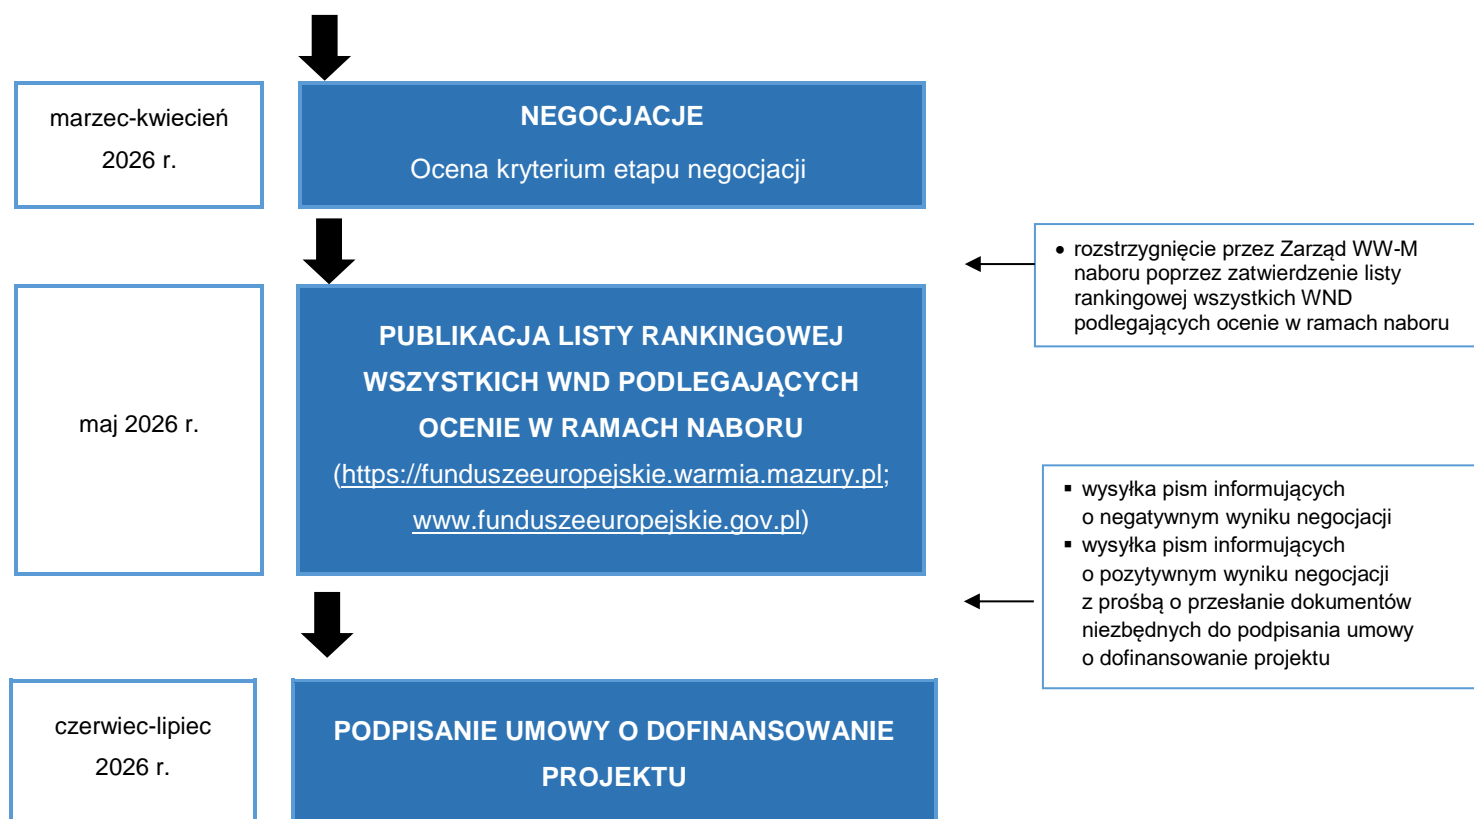 marzec-kwiecień
2026 r.
NEGOCJACJE
Ocena kryterium etapu negocjacji
• rozstrzygnięcie przez Zarząd WW-M
naboru poprzez zatwierdzenie listy
rankingowej wszystkich WND
podlegających ocenie w ramach naboru
maj 2026 r.
PUBLIKACJA LISTY RANKINGOWEJ
WSZYSTKICH WND PODLEGAJĄCYCH
OCENIE W RAMACH NABORU
(https://funduszeeuropejskie.warmia.mazury.pl;
www.funduszeeuropejskie.gov.pl)
▪ wysyłka pism informujących
o negatywnym wyniku negocjacji
▪ wysyłka pism informujących
o pozytywnym wyniku negocjacji
z prośbą o przesłanie dokumentów
niezbędnych do podpisania umowy
o dofinansowanie projektu
czerwiec-lipiec
2026 r.
PODPISANIE UMOWY O DOFINANSOWANIE
PROJEKTU